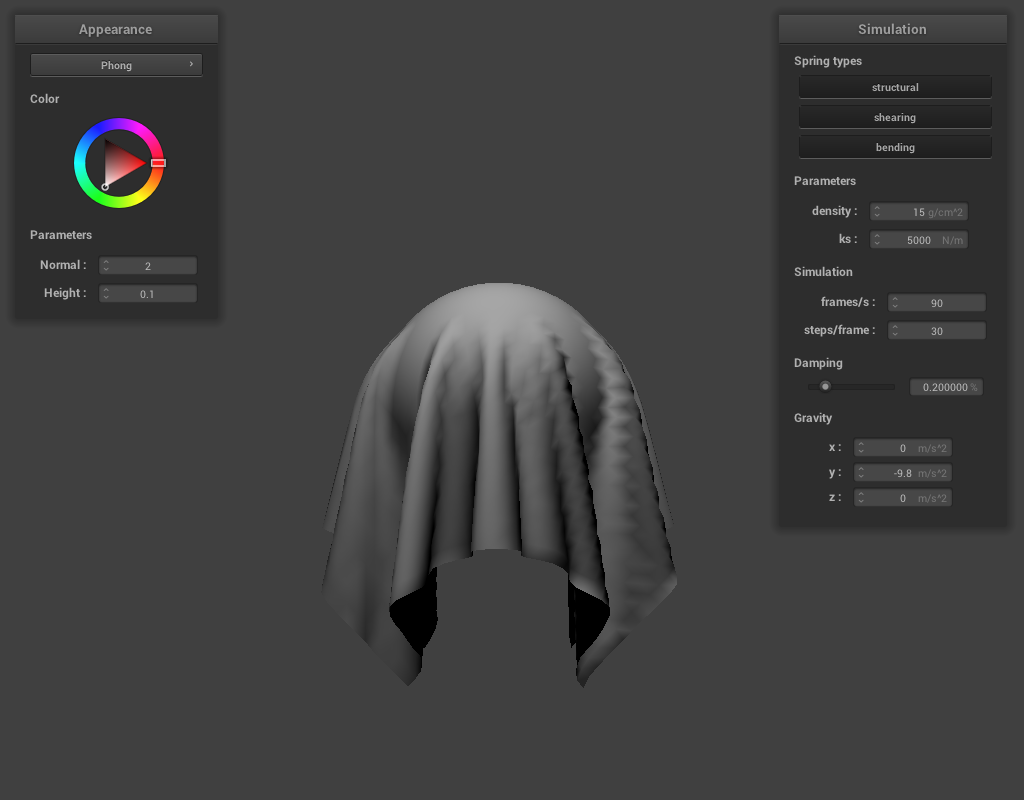 Appearance
Phong
Color
Parameters
Normal : 2
Height : 0.1
Simulation
Spring types
structural
shearing
bending
Parameters
density : 15 g/cm^2
ks : 5000 N/m
Simulation
frames/s : 90
steps/frame : 30
Damping
0.200000 %
Gravity
x : 0 m/s^2
y : -9.8 m/s^2
z : 0 m/s^2